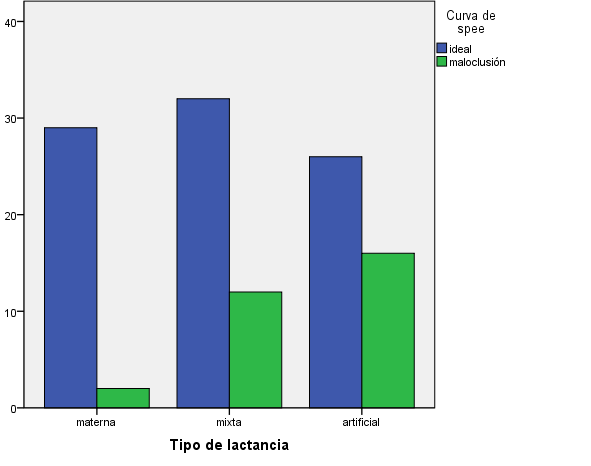 40
30
20
10
0
materna
mixta
artificial
Tipo de lactancia
Curva de
spee
ideal
maloclusión